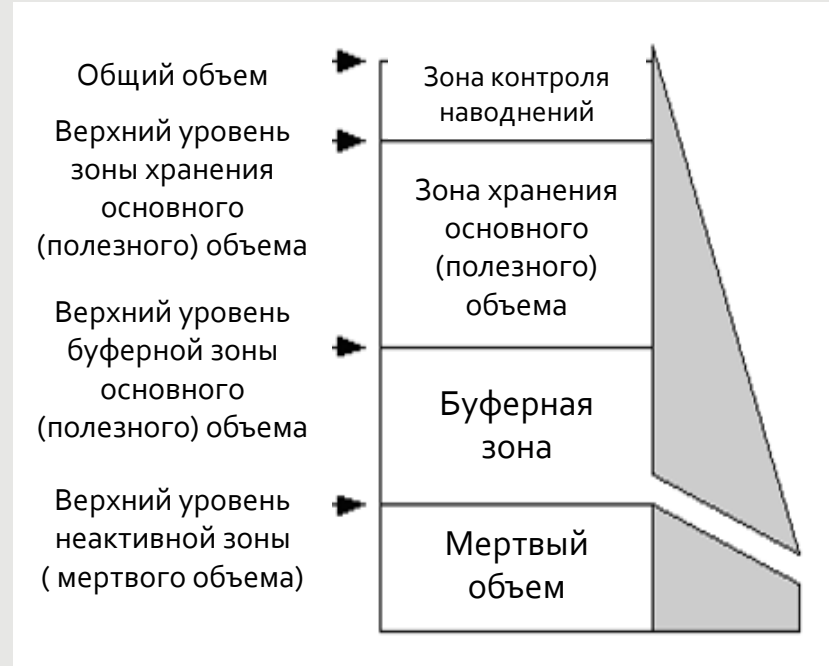 Общий объем
Верхний уровень
зоны хранения
основного
(полезного) объема
Верхний уровень
буферной зоны
основного
(полезного) объема
Верхний уровень
неактивной зоны
( мертвого объема)
Зона контроля
наводнений
Зона хранения
основного
(полезного)
объема
Буферная
зона
Мертвый
объем